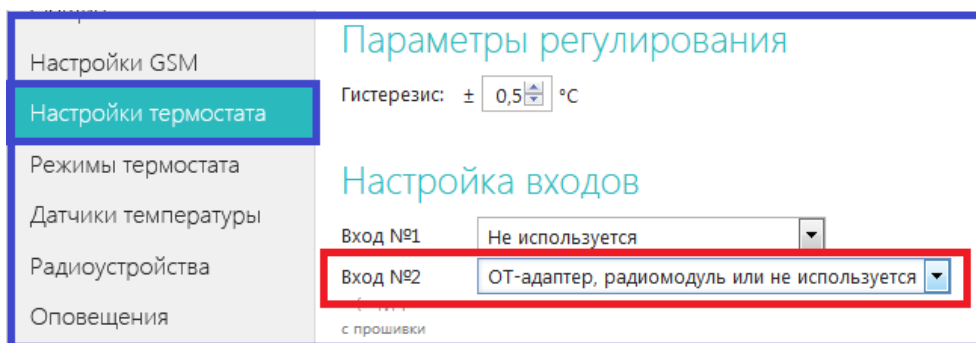 Настройки GSM
Настройки термостата
Режимы термостата
Датчики температуры
Радиоустройства
Оповещения
Параметры регулирования
Гистерезис: ± 0,5 °C
Настройка входов
Вход №1 Не используется
Вход №2 ОТ-адаптер, радиомодуль или не используется
с прошивки